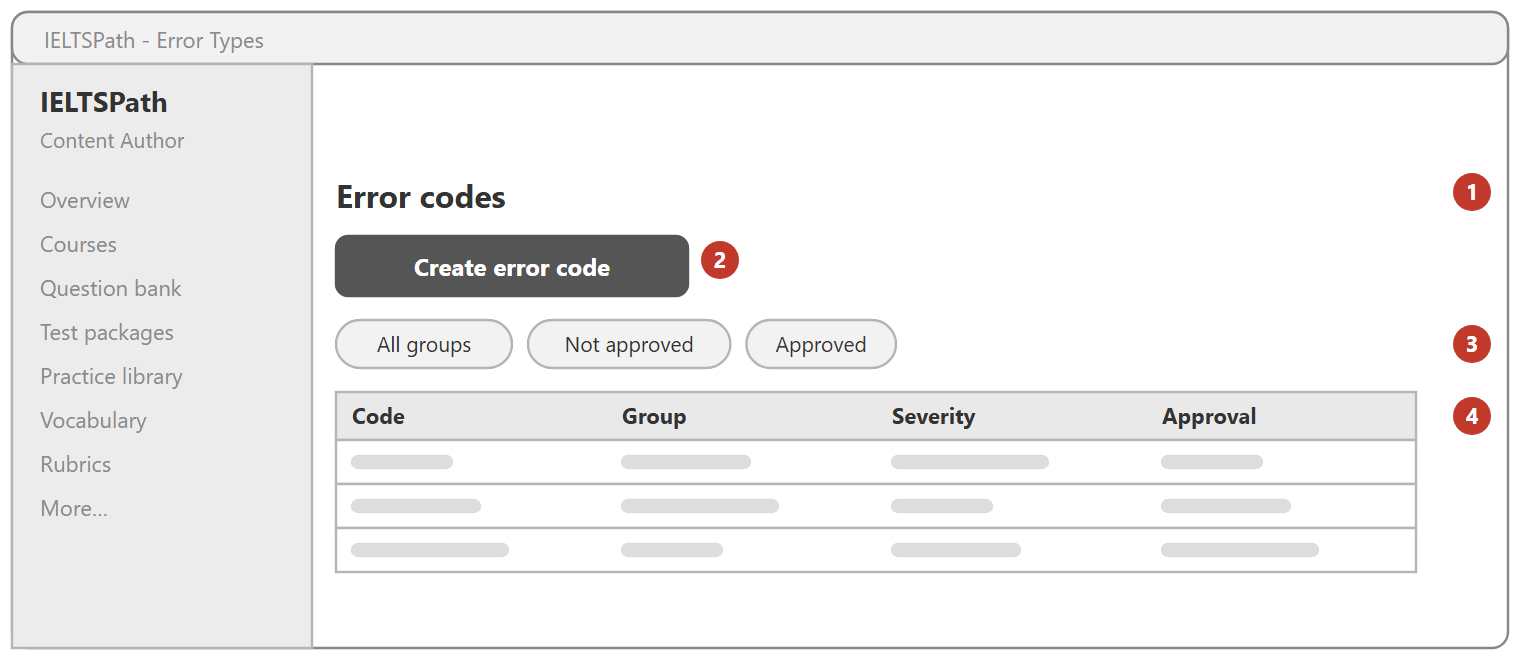 IELTSPath - Error Types
IELTSPath
Content Author
Overview
Courses
Question bank
Test packages
Practice library
Vocabulary
Rubrics
More...
Error codes
1
Create error code
2
All groups
Not approved
Approved
3
Code Group Severity Approval
4